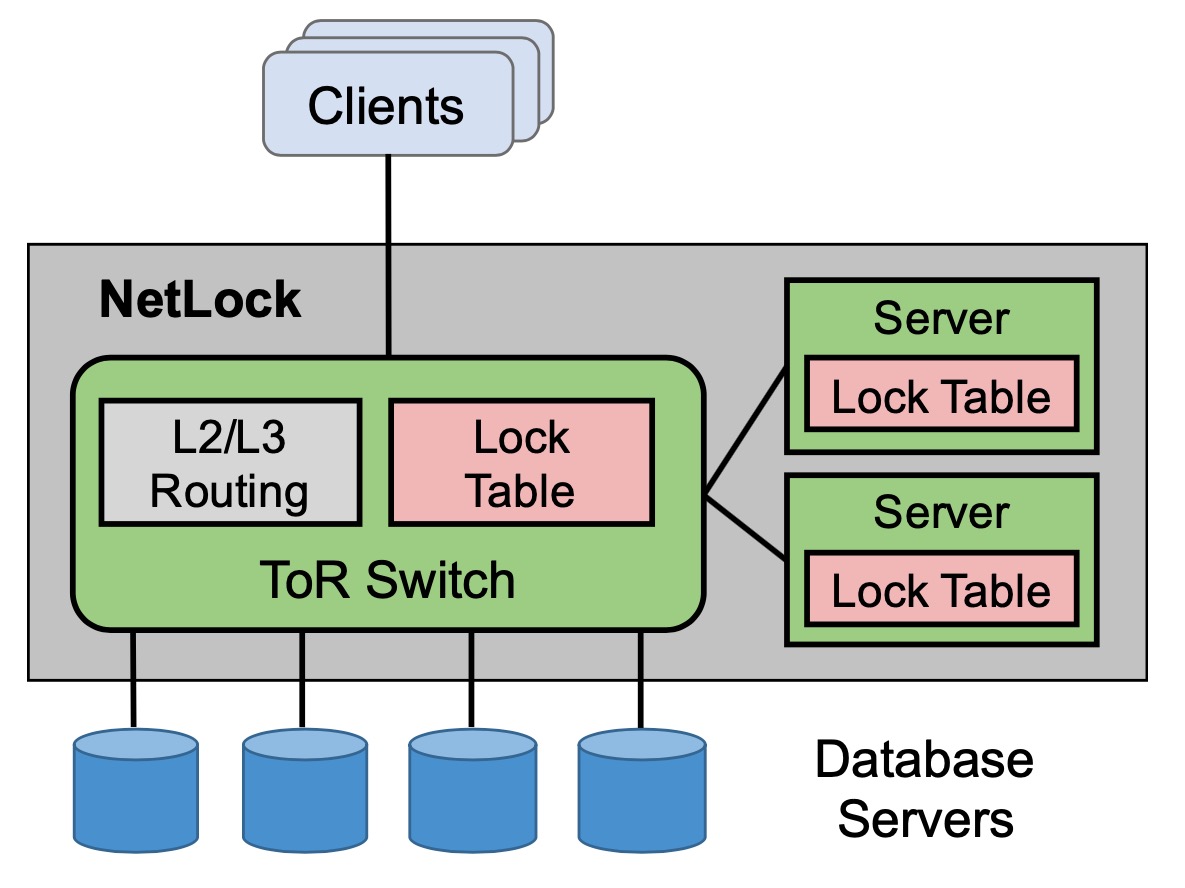 Clients
NetLock
L2/L3
Routing
Lock
Table
ToR Switch
Server
Lock Table
Server
Lock Table
Database
Servers